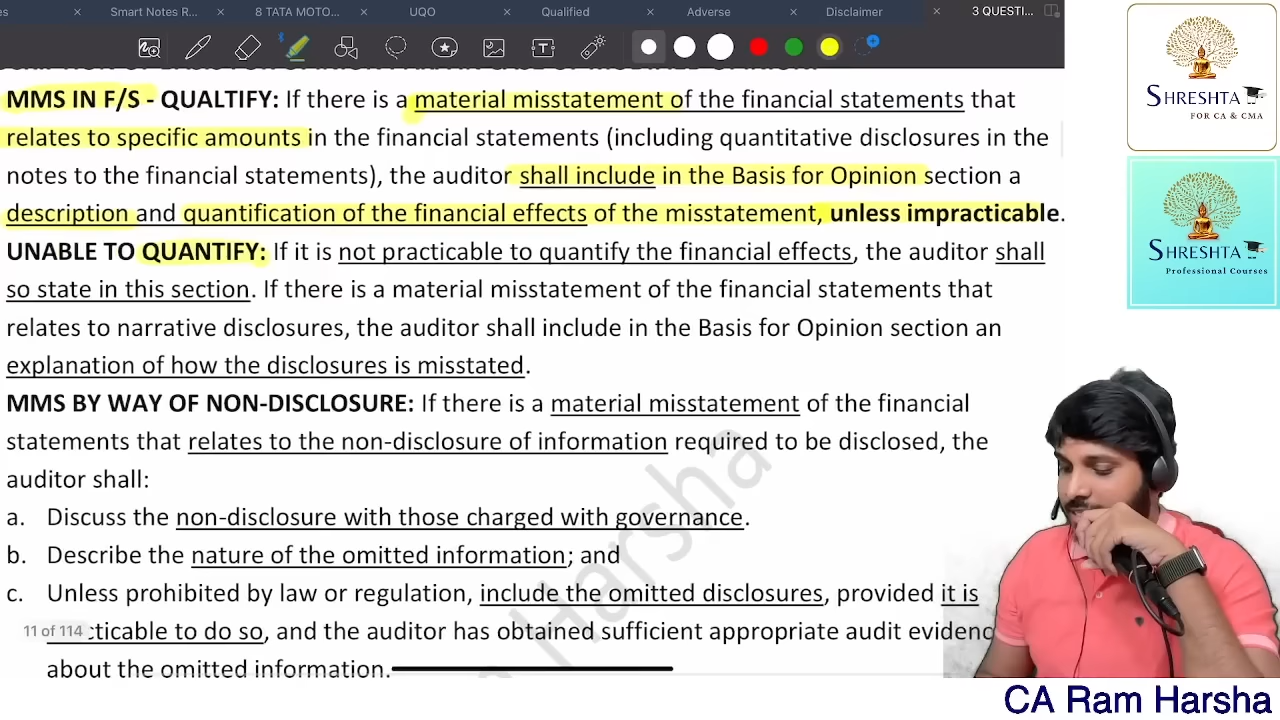 Smart Notes R...
8 TATA MOTO...
UQO
Qualified
Adverse
Disclaimer
3 QUESTI...
MMS IN F/S - QUALTIFY: If there is a material misstatement of the financial statements that
relates to specific amounts in the financial statements (including quantitative disclosures in the
notes to the financial statements), the auditor shall include in the Basis for Opinion section a
description and quantification of the financial effects of the misstatement, unless impracticable.
UNABLE TO QUANTIFY: If it is not practicable to quantify the financial effects, the auditor shall
so state in this section. If there is a material misstatement of the financial statements that
relates to narrative disclosures, the auditor shall include in the Basis for Opinion section an
explanation of how the disclosures is misstated.
MMS BY WAY OF NON-DISCLOSURE: If there is a material misstatement of the financial
statements that relates to the non-disclosure of information required to be disclosed, the
auditor shall:
a. Discuss the non-disclosure with those charged with governance.
b. Describe the nature of the omitted information; and
c. Unless prohibited by law or regulation, include the omitted disclosures, provided it is
11 of 114
cticable to do so, and the auditor has obtained sufficient appropriate audit evidenc
about the omitted information.
Harsha
SHRESHTA
FOR CA & CMA
SHRESHTA
Professional Courses
CA Ram Harsha